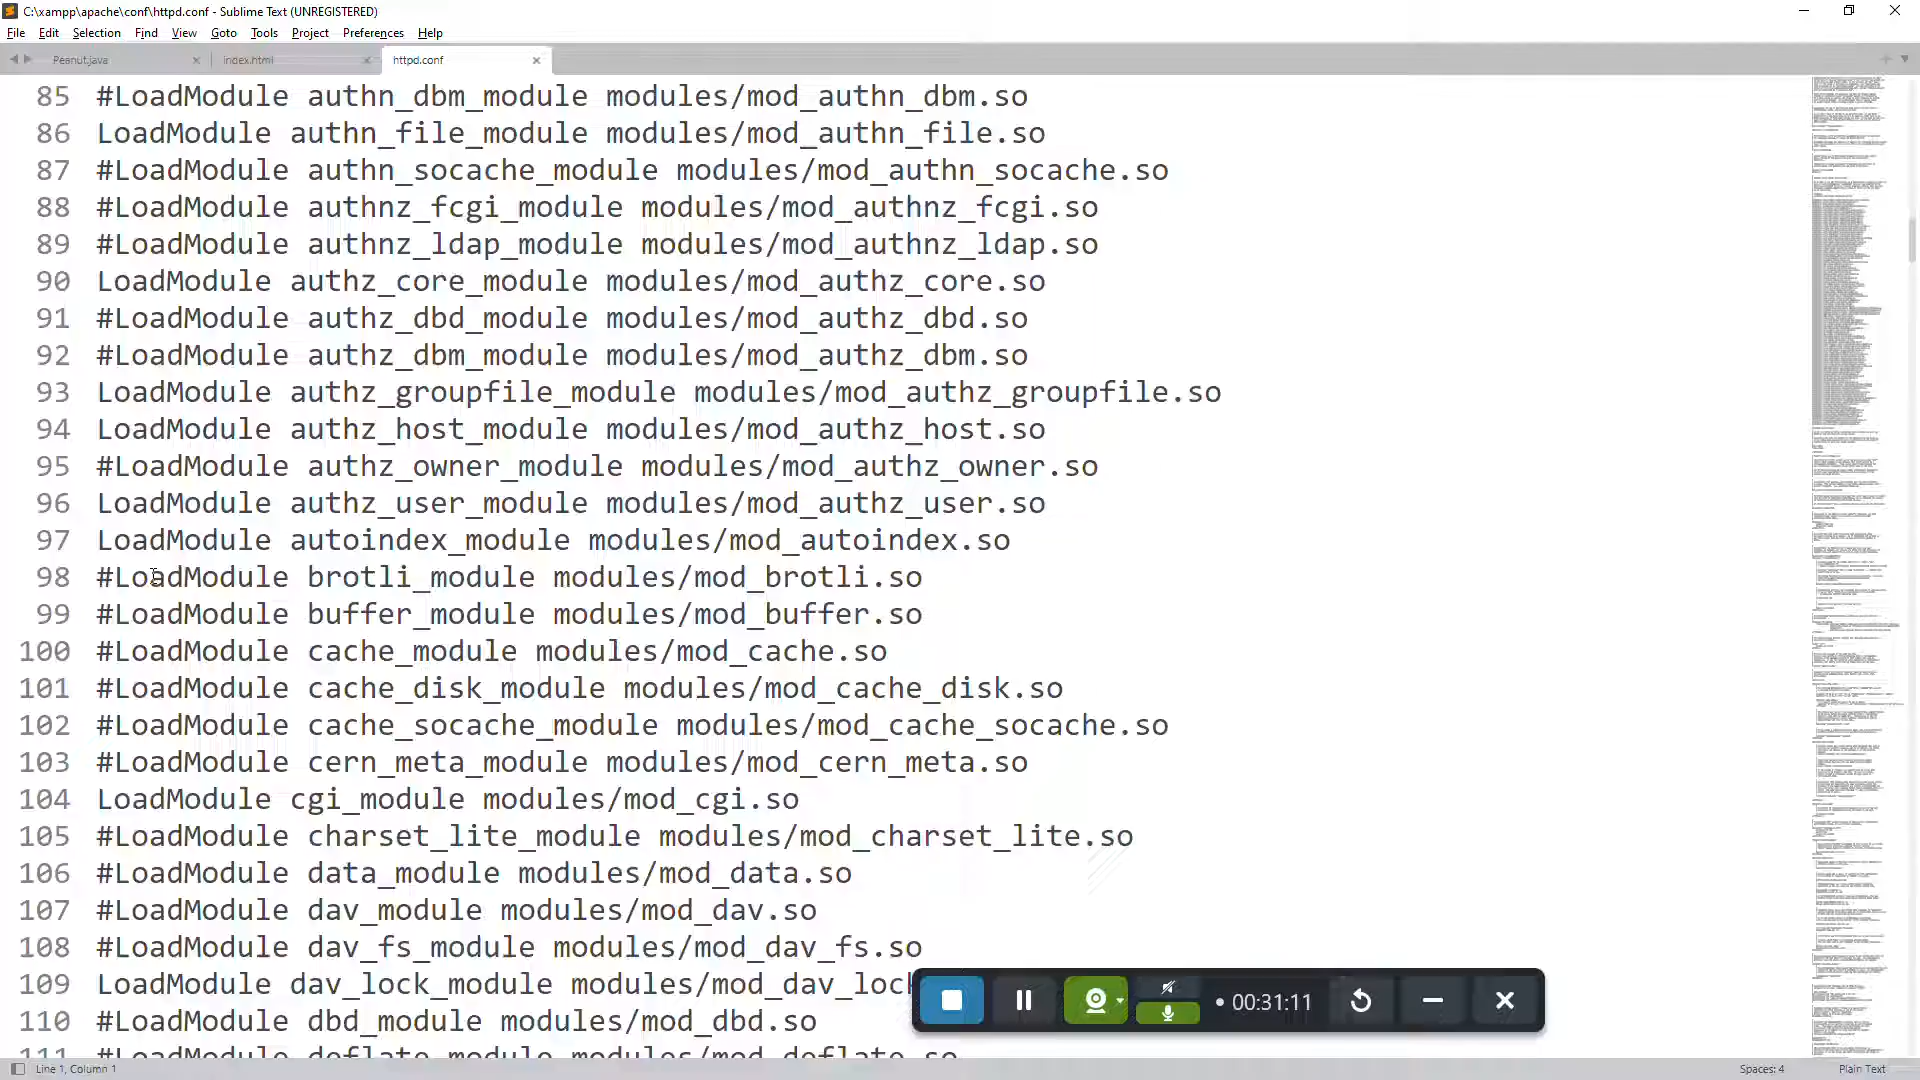 C:\xampp\apache\conf\httpd.conf - Sublime Text (UNREGISTERED)
File Edit Selection Find View Goto Tools Project Preferences Help
Peanut.java index.html httpd.conf
85 #LoadModule authn_dbm_module modules/mod_authn_dbm.so
86 LoadModule authn_file_module modules/mod_authn_file.so
87 #LoadModule authn_socache_module modules/mod_authn_socache.so
88 #LoadModule authnz_fcgi_module modules/mod_authnz_fcgi.so
89 #LoadModule authnz_ldap_module modules/mod_authnz_ldap.so
90 LoadModule authz_core_module modules/mod_authz_core.so
91 #LoadModule authz_dbd_module modules/mod_authz_dbd.so
92 #LoadModule authz_dbm_module modules/mod_authz_dbm.so
93 LoadModule authz_groupfile_module modules/mod_authz_groupfile.so
94 LoadModule authz_host_module modules/mod_authz_host.so
95 #LoadModule authz_owner_module modules/mod_authz_owner.so
96 LoadModule authz_user_module modules/mod_authz_user.so
97 LoadModule autoindex_module modules/mod_autoindex.so
98 #LoadModule brotli_module modules/mod_brotli.so
99 #LoadModule buffer_module modules/mod_buffer.so
100 #LoadModule cache_module modules/mod_cache.so
101 #LoadModule cache_disk_module modules/mod_cache_disk.so
102 #LoadModule cache_socache_module modules/mod_cache_socache.so
103 #LoadModule cern_meta_module modules/mod_cern_meta.so
104 LoadModule cgi_module modules/mod_cgi.so
105 #LoadModule charset_lite_module modules/mod_charset_lite.so
106 #LoadModule data_module modules/mod_data.so
107 #LoadModule dav_module modules/mod_dav.so
108 #LoadModule dav_fs_module modules/mod_dav_fs.so
109 LoadModule dav_lock_module modules/mod_dav_lock
110 #LoadModule dbd_module modules/mod_dbd.so
111 #LoadModule deflate_module modules/mod_deflate.so
00:31:11
Line 1, Column 1 Spaces: 4 Plain Text